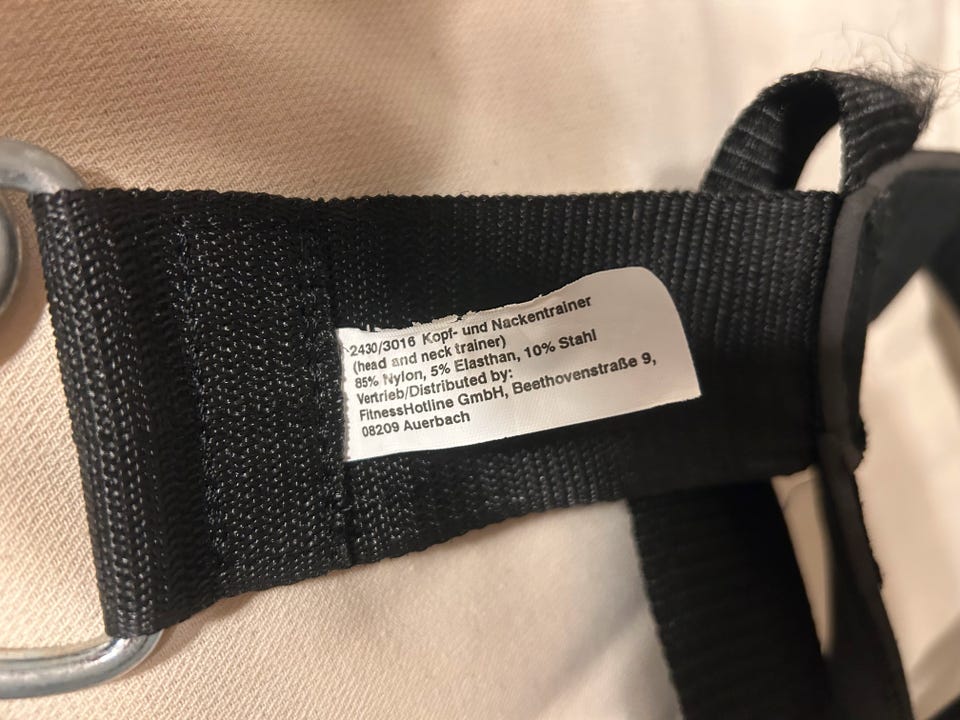 2430/3016 Kopf- und Nackentrainer
(head and neck trainer)
85% Nylon, 5% Elasthan, 10% Stahl
Vertrieb/Distributed by:
FitnessHotline GmbH, Beethovenstraße 9,
08209 Auerbach